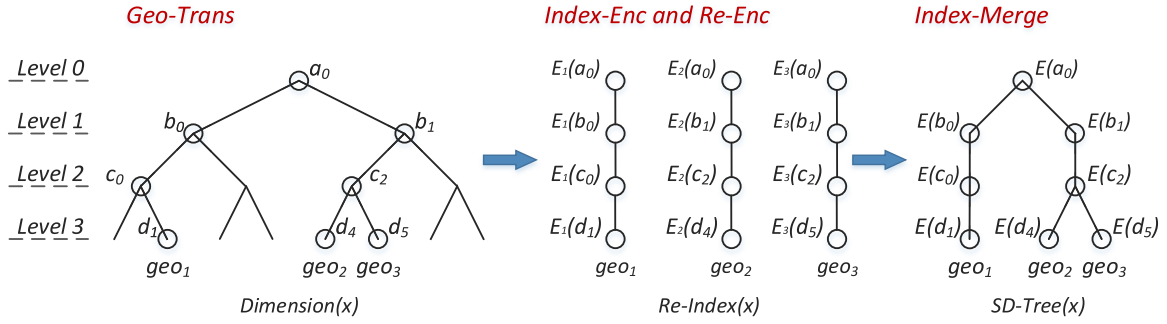 Geo-Trans
Index-Enc and Re-Enc
Index-Merge
Level 0
Level 1
Level 2
Level 3
a0
b0
b1
c0
c2
d1
d4
d5
geo1
geo2
geo3
Dimension(x)
E1(a0)
E2(a0)
E3(a0)
E1(b0)
E2(b1)
E3(b1)
E1(c0)
E2(c2)
E3(c2)
E1(d1)
E2(d4)
E3(d5)
geo1
geo2
geo3
Re-Index(x)
E(a0)
E(b0)
E(b1)
E(c0)
E(c2)
E(d1)
E(d4)
E(d5)
geo1
geo2
geo3
SD-Tree(x)